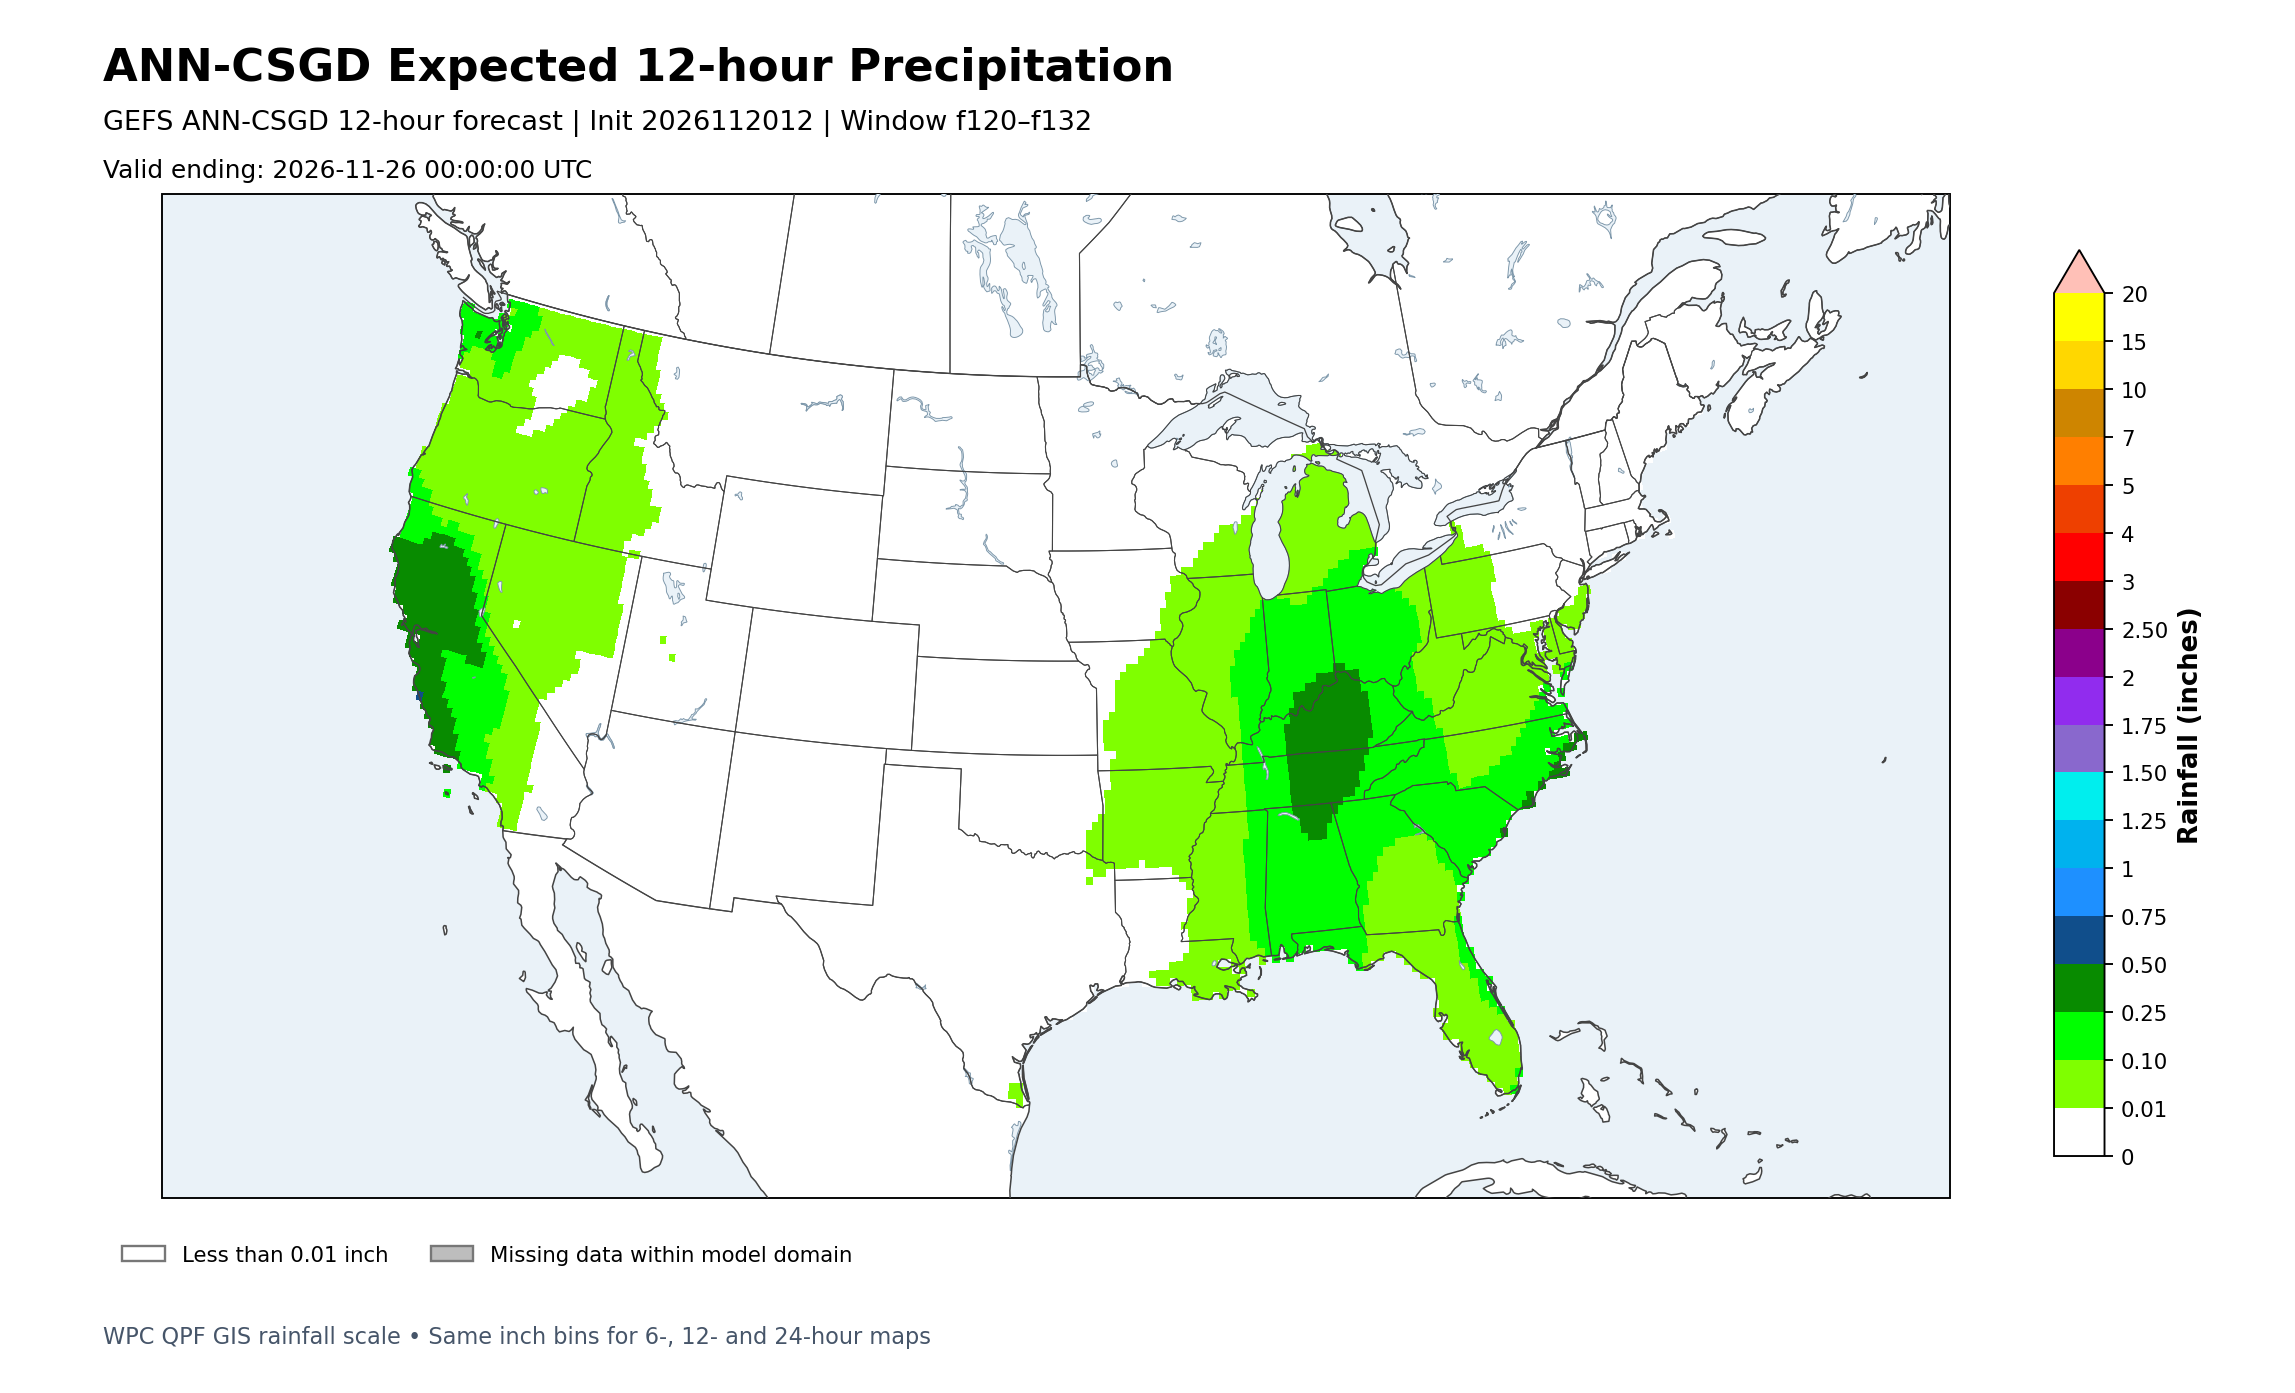 ANN-CSGD Expected 12-hour Precipitation
GEFS ANN-CSGD 12-hour forecast | Init 2026112012 | Window f120–f132
Valid ending: 2026-11-26 00:00:00 UTC
20
15
10
7
5
4
3
2.50
2
1.75
1.50
1.25
1
0.75
0.50
0.25
0.10
0.01
0
Rainfall (inches)
Less than 0.01 inch
Missing data within model domain
WPC QPF GIS rainfall scale • Same inch bins for 6-, 12- and 24-hour maps